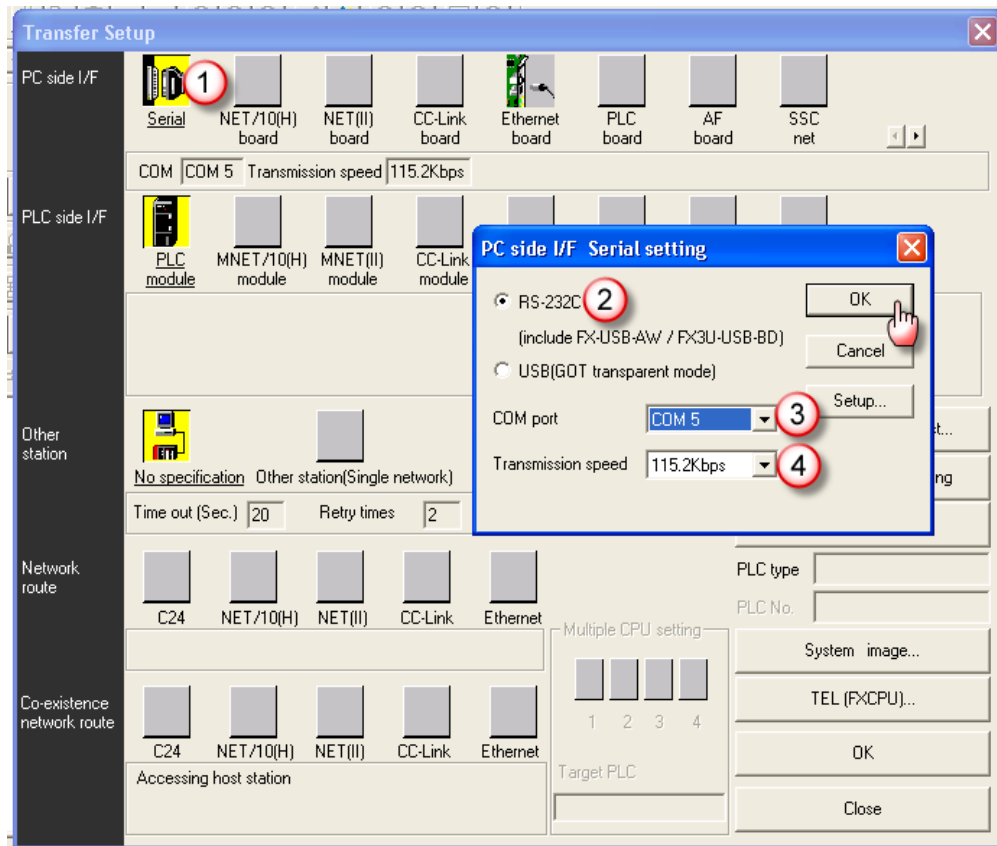 Transfer Setup
PC side I/F
1
Serial
NET/10(H) board
NET(II) board
CC-Link board
Ethernet board
PLC board
AF board
SSC net
COM COM 5 Transmission speed 115.2Kbps
PLC side I/F
PLC module
MNET/10(H) module
MNET(II) module
CC-Link module
PC side I/F Serial setting
RS-232C 2
(include FX-USB-AW / FX3U-USB-BD)
USB(GOT transparent mode)
COM port COM 5 3
Transmission speed 115.2Kbps 4
OK
Cancel
Setup...
Other station
No specification
Other station(Single network)
Time out (Sec.) 20 Retry times 2
Network route
C24
NET/10(H)
NET(II)
CC-Link
Ethernet
Co-existence network route
C24
NET/10(H)
NET(II)
CC-Link
Ethernet
Accessing host station
Multiple CPU setting
1 2 3 4
Target PLC
PLC type
PLC No.
System image...
TEL (FXCPU)...
OK
Close